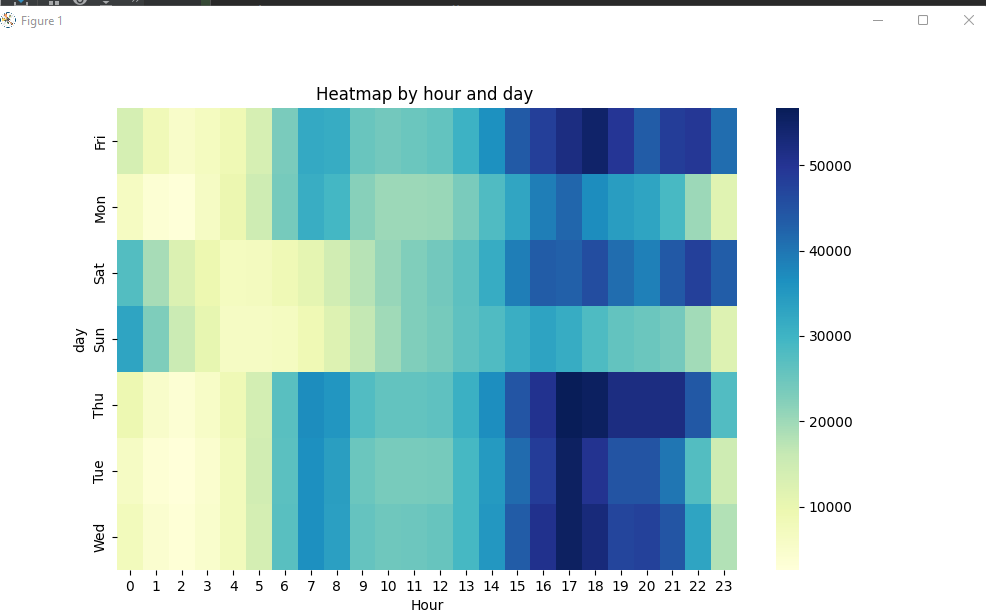 Figure 1
Heatmap by hour and day
Fri
Mon
Sat
Sun
Thu
Tue
Wed
day
0 1 2 3 4 5 6 7 8 9 10 11 12 13 14 15 16 17 18 19 20 21 22 23
Hour
50000
40000
30000
20000
10000